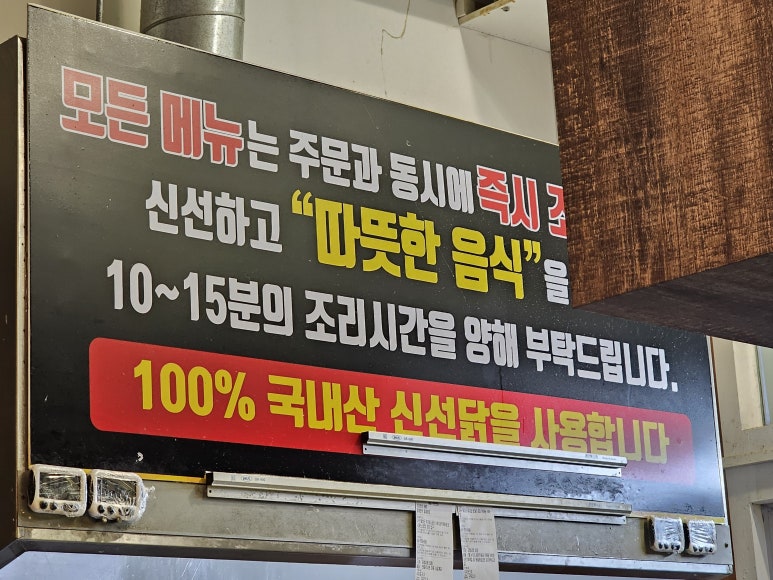 모든 메뉴는 주문과 동시에 즉시
신선하고 “따뜻한 음식”을
10~15분의 조리시간을 양해 부탁드립니다.
100% 국내산 신선닭을 사용합니다